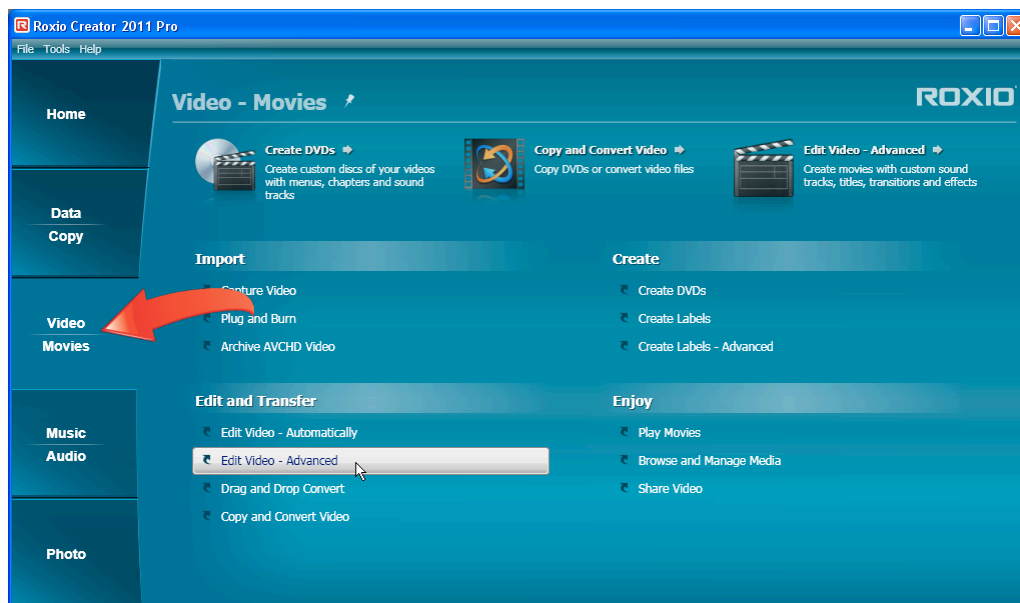 Roxio Creator 2011 Pro
File Tools Help
Home
Data
Copy
Video
Movies
Music
Audio
Photo
Video - Movies
ROXIO
Create DVDs
Create custom discs of your videos
with menus, chapters and sound
tracks
Copy and Convert Video
Copy DVDs or convert video files
Edit Video - Advanced
Create movies with custom sound
tracks, titles, transitions and effects
Import
Capture Video
Plug and Burn
Archive AVCHD Video
Create
Create DVDs
Create Labels
Create Labels - Advanced
Edit and Transfer
Edit Video - Automatically
Edit Video - Advanced
Drag and Drop Convert
Copy and Convert Video
Enjoy
Play Movies
Browse and Manage Media
Share Video